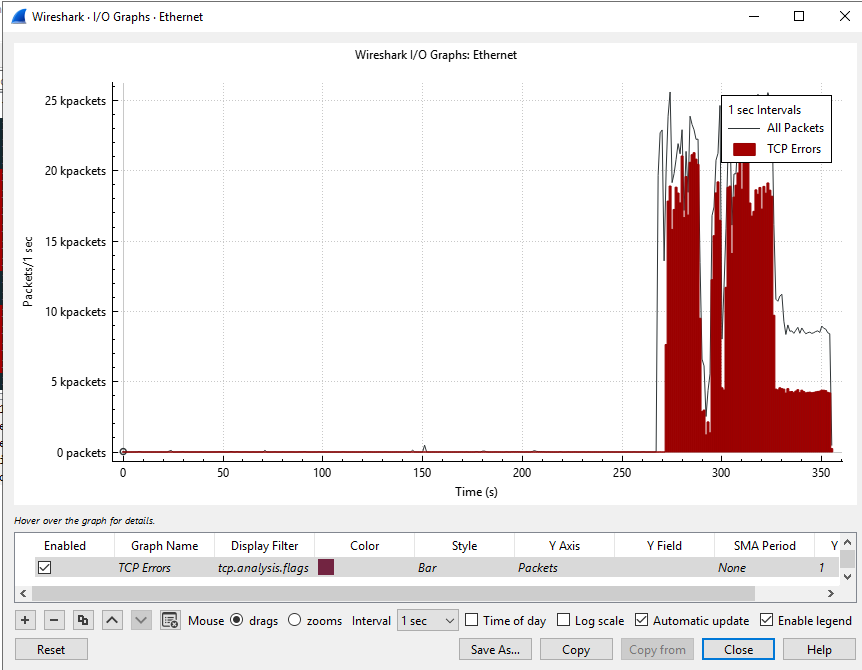 Wireshark · I/O Graphs · Ethernet
Wireshark I/O Graphs: Ethernet
25 kpackets
20 kpackets
15 kpackets
10 kpackets
5 kpackets
0 packets
Packets/1 sec
1 sec Intervals
All Packets
TCP Errors
0 50 100 150 200 250 300 350
Time (s)
Hover over the graph for details.
Enabled Graph Name Display Filter Color Style Y Axis Y Field SMA Period Y
TCP Errors tcp.analysis.flags Bar Packets None 1
Mouse drags zooms Interval 1 sec Time of day Log scale Automatic update Enable legend
Reset Save As... Copy Copy from Close Help